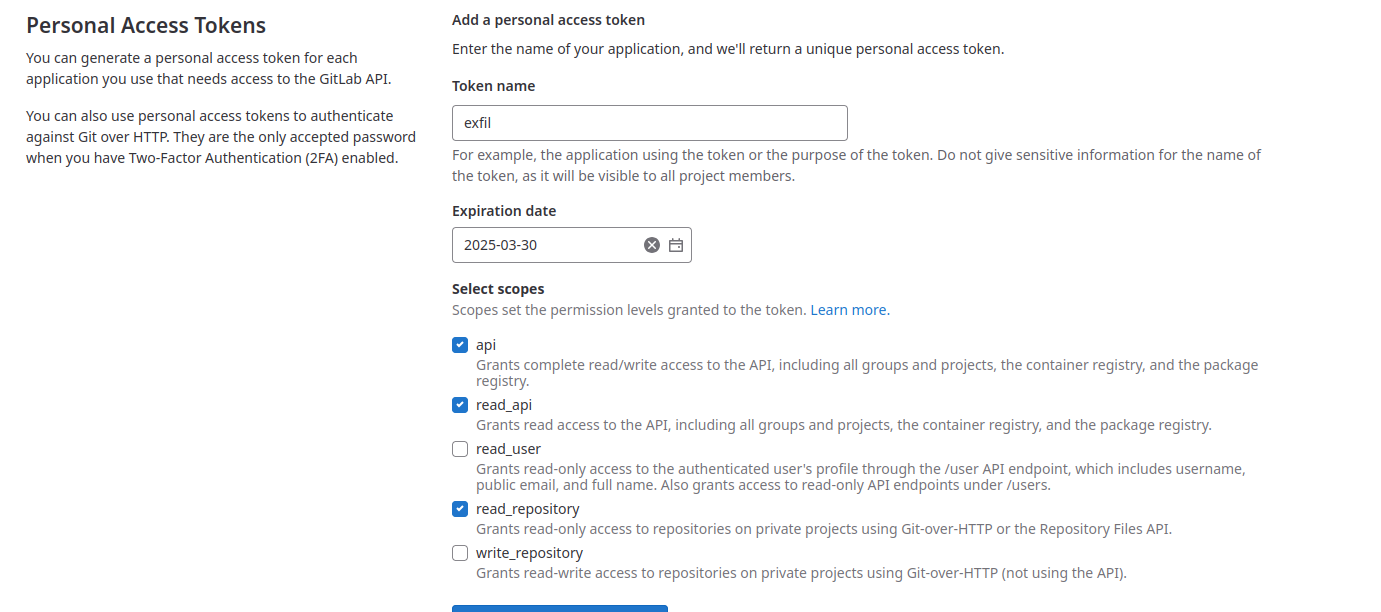 Personal Access Tokens
You can generate a personal access token for each
application you use that needs access to the GitLab API.
You can also use personal access tokens to authenticate
against Git over HTTP. They are the only accepted password
when you have Two-Factor Authentication (2FA) enabled.
Add a personal access token
Enter the name of your application, and we'll return a unique personal access token.
Token name
exfil
For example, the application using the token or the purpose of the token. Do not give sensitive information for the name of
the token, as it will be visible to all project members.
Expiration date
2025-03-30
Select scopes
Scopes set the permission levels granted to the token. Learn more.
api
Grants complete read/write access to the API, including all groups and projects, the container registry, and the package
registry.
read_api
Grants read access to the API, including all groups and projects, the container registry, and the package registry.
read_user
Grants read-only access to the authenticated user's profile through the /user API endpoint, which includes username,
public email, and full name. Also grants access to read-only API endpoints under /users.
read_repository
Grants read-only access to repositories on private projects using Git-over-HTTP or the Repository Files API.
write_repository
Grants read-write access to repositories on private projects using Git-over-HTTP (not using the API).